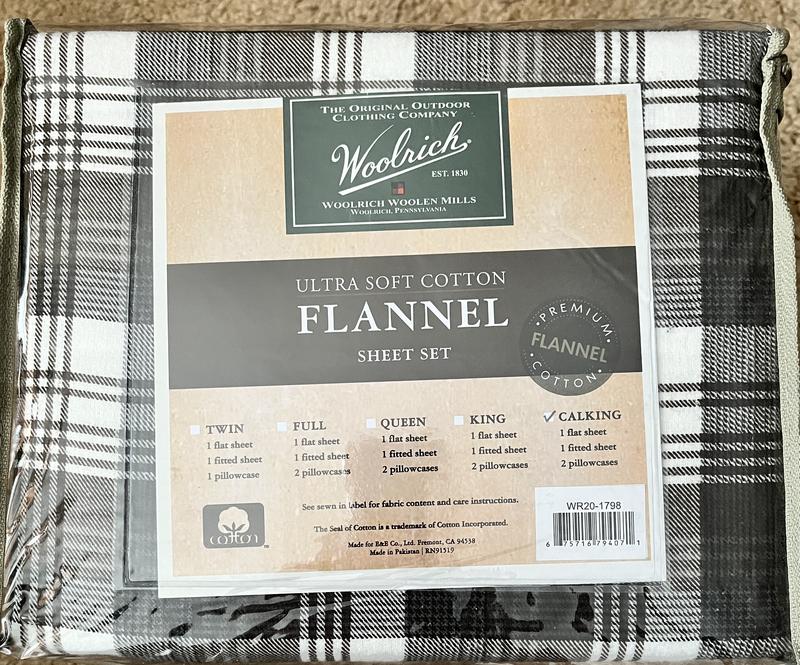 THE ORIGINAL OUTDOOR
CLOTHING COMPANY
Woolrich
EST. 1830
WOOLRICH WOOLEN MILLS
WOOLRICH, PENNSYLVANIA
ULTRA SOFT COTTON
FLANNEL
SHEET SET
PREMIUM
FLANNEL
COTTON
TWIN
1 flat sheet
1 fitted sheet
1 pillowcase
FULL
1 flat sheet
1 fitted sheet
2 pillowcases
QUEEN
1 flat sheet
1 fitted sheet
2 pillowcases
KING
1 flat sheet
1 fitted sheet
2 pillowcases
CALKING
1 flat sheet
1 fitted sheet
2 pillowcases
cotton TM
See sewn in label for fabric content and care instructions.
The Seal of Cotton is a trademark of Cotton Incorporated.
Made for E&E Co., Ltd. Fremont, CA 94538
Made in Pakistan | RN91519
WR20-1798
6 75716 79407 1